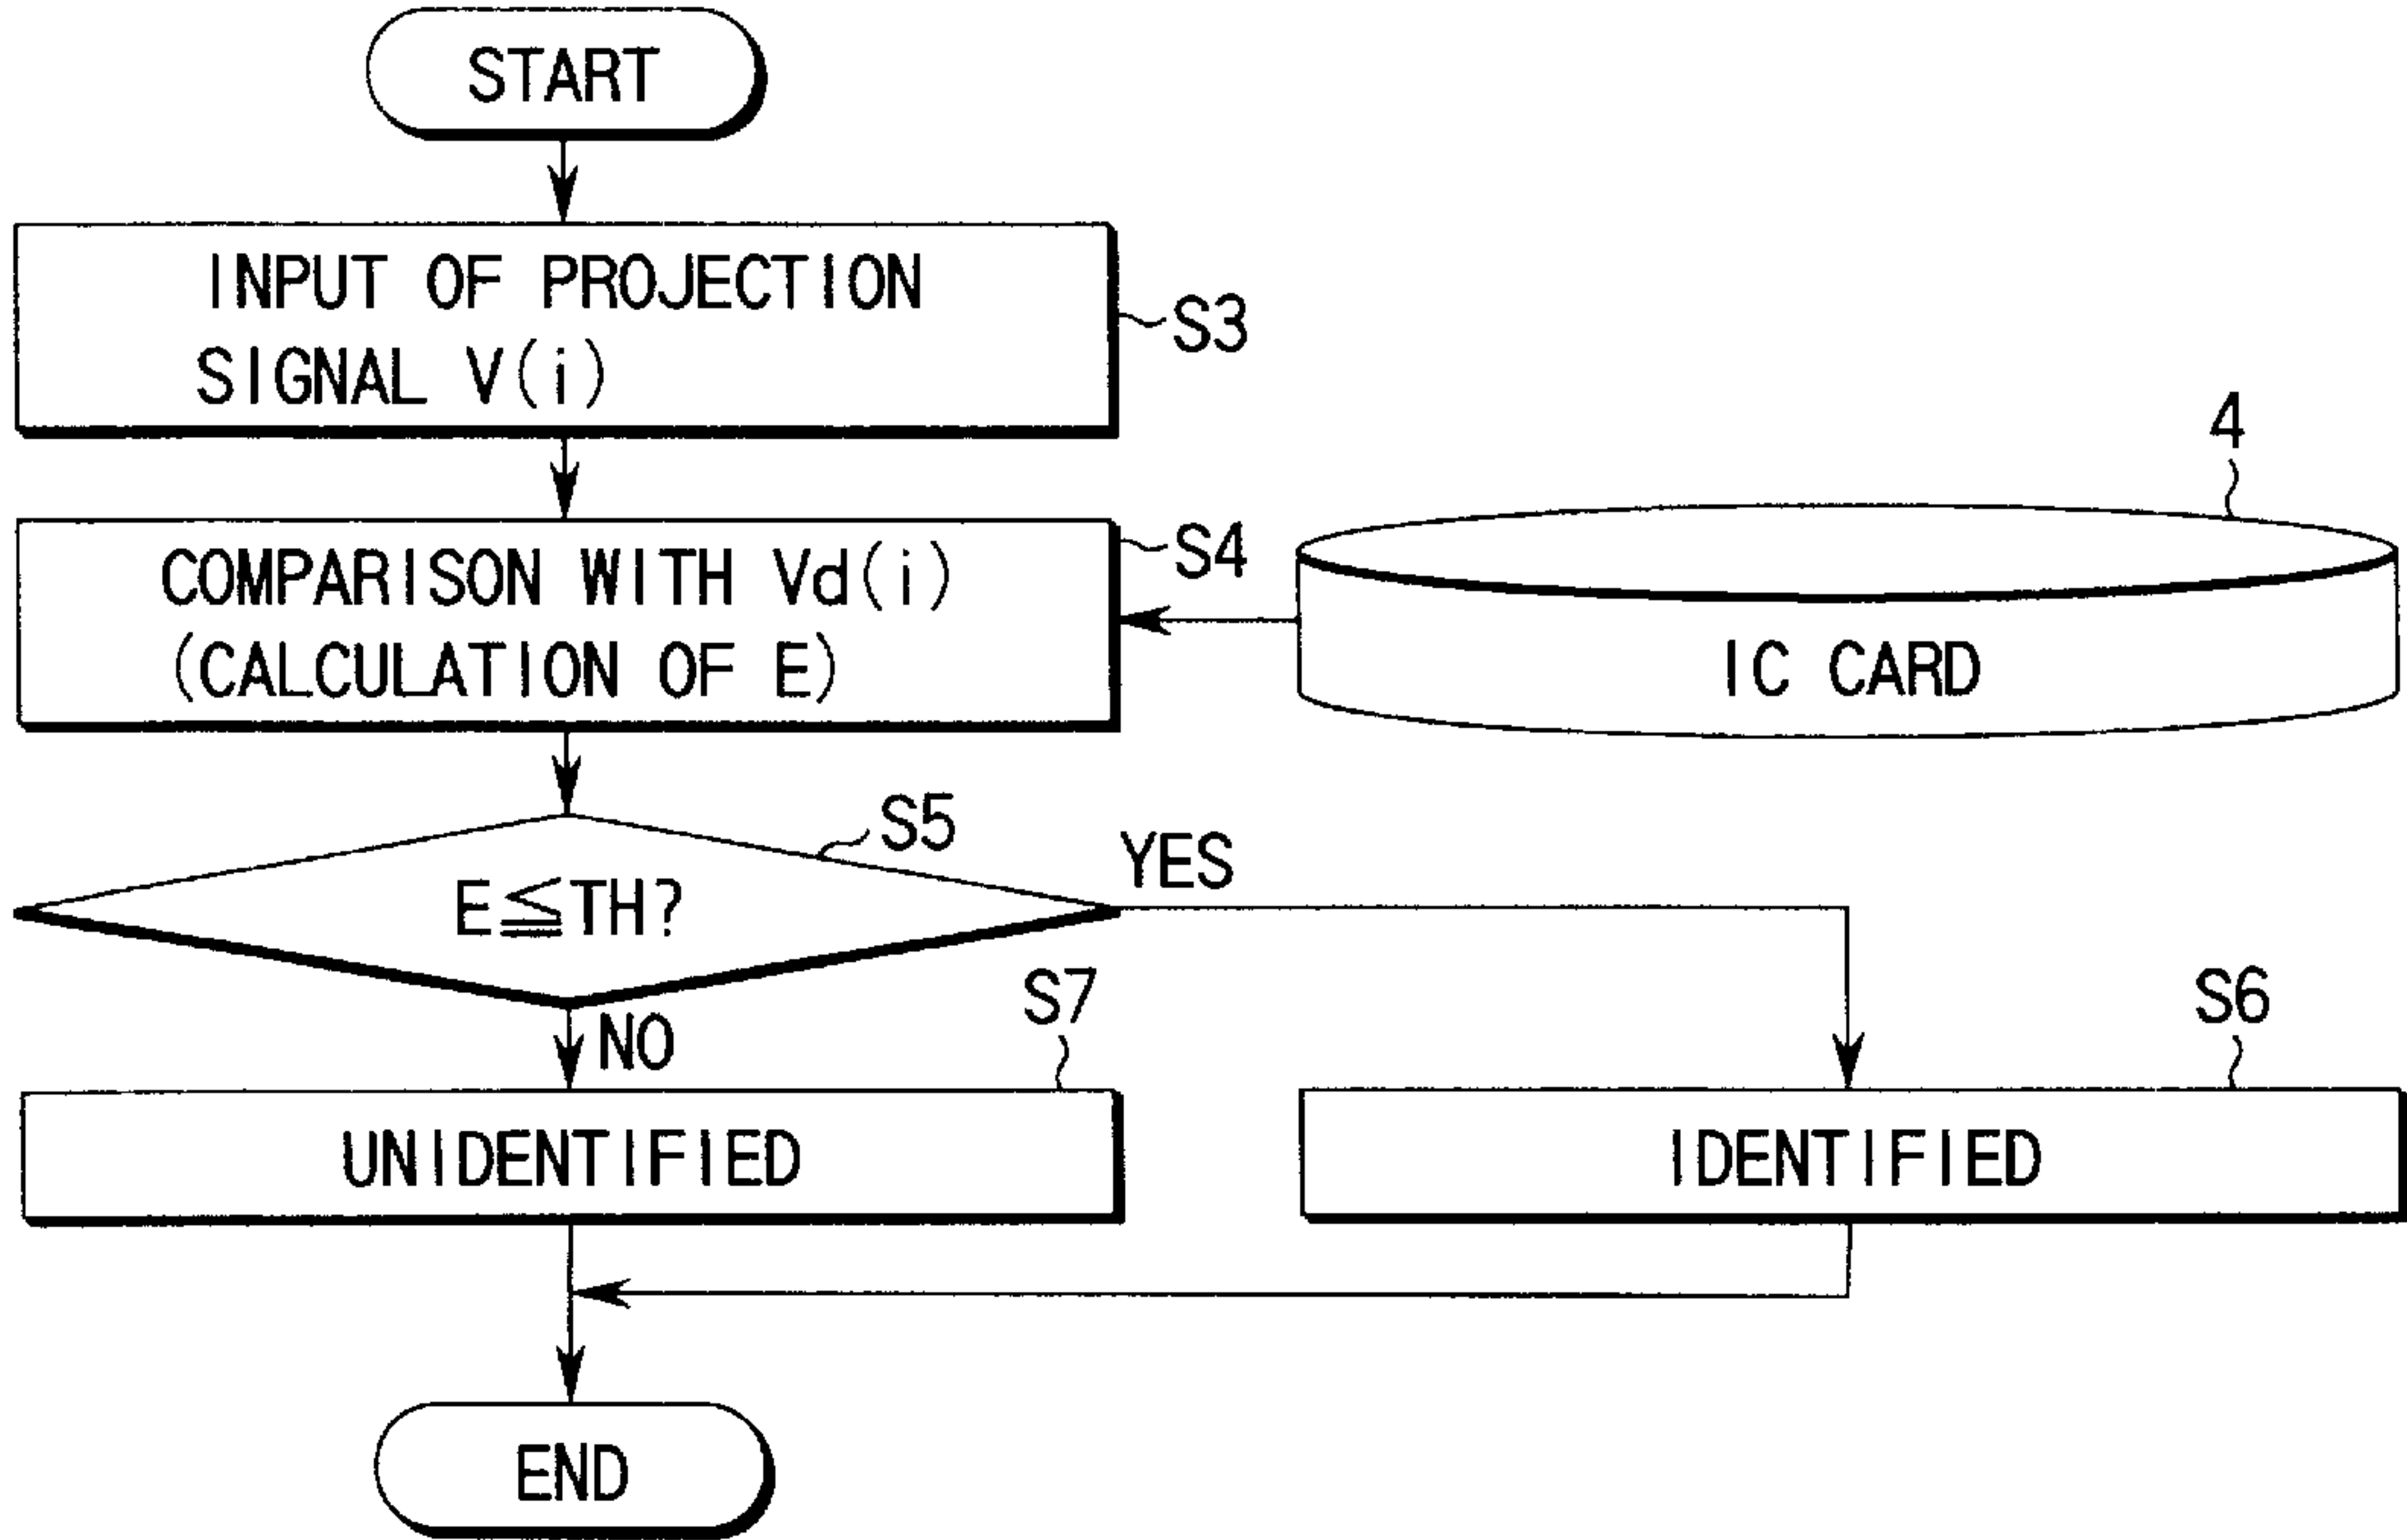 START
INPUT OF PROJECTION
SIGNAL V(i)
S3
COMPARISON WITH Vd(i)
(CALCULATION OF E)
S4
4
IC CARD
S5
E≦TH?
YES
NO
S7
UNIDENTIFIED
S6
IDENTIFIED
END